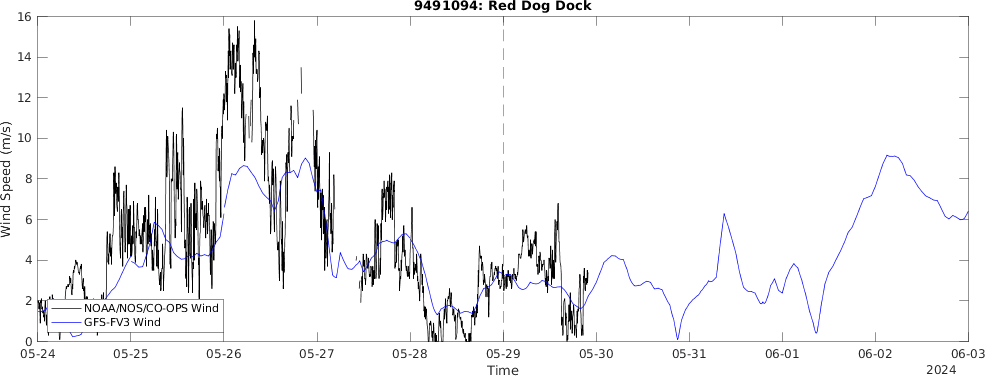 9491094: Red Dog Dock
Wind Speed (m/s)
16
14
12
10
8
6
4
2
0
NOAA/NOS/CO-OPS Wind
GFS-FV3 Wind
05-24 05-25 05-26 05-27 05-28 05-29 05-30 05-31 06-01 06-02 06-03
Time
2024